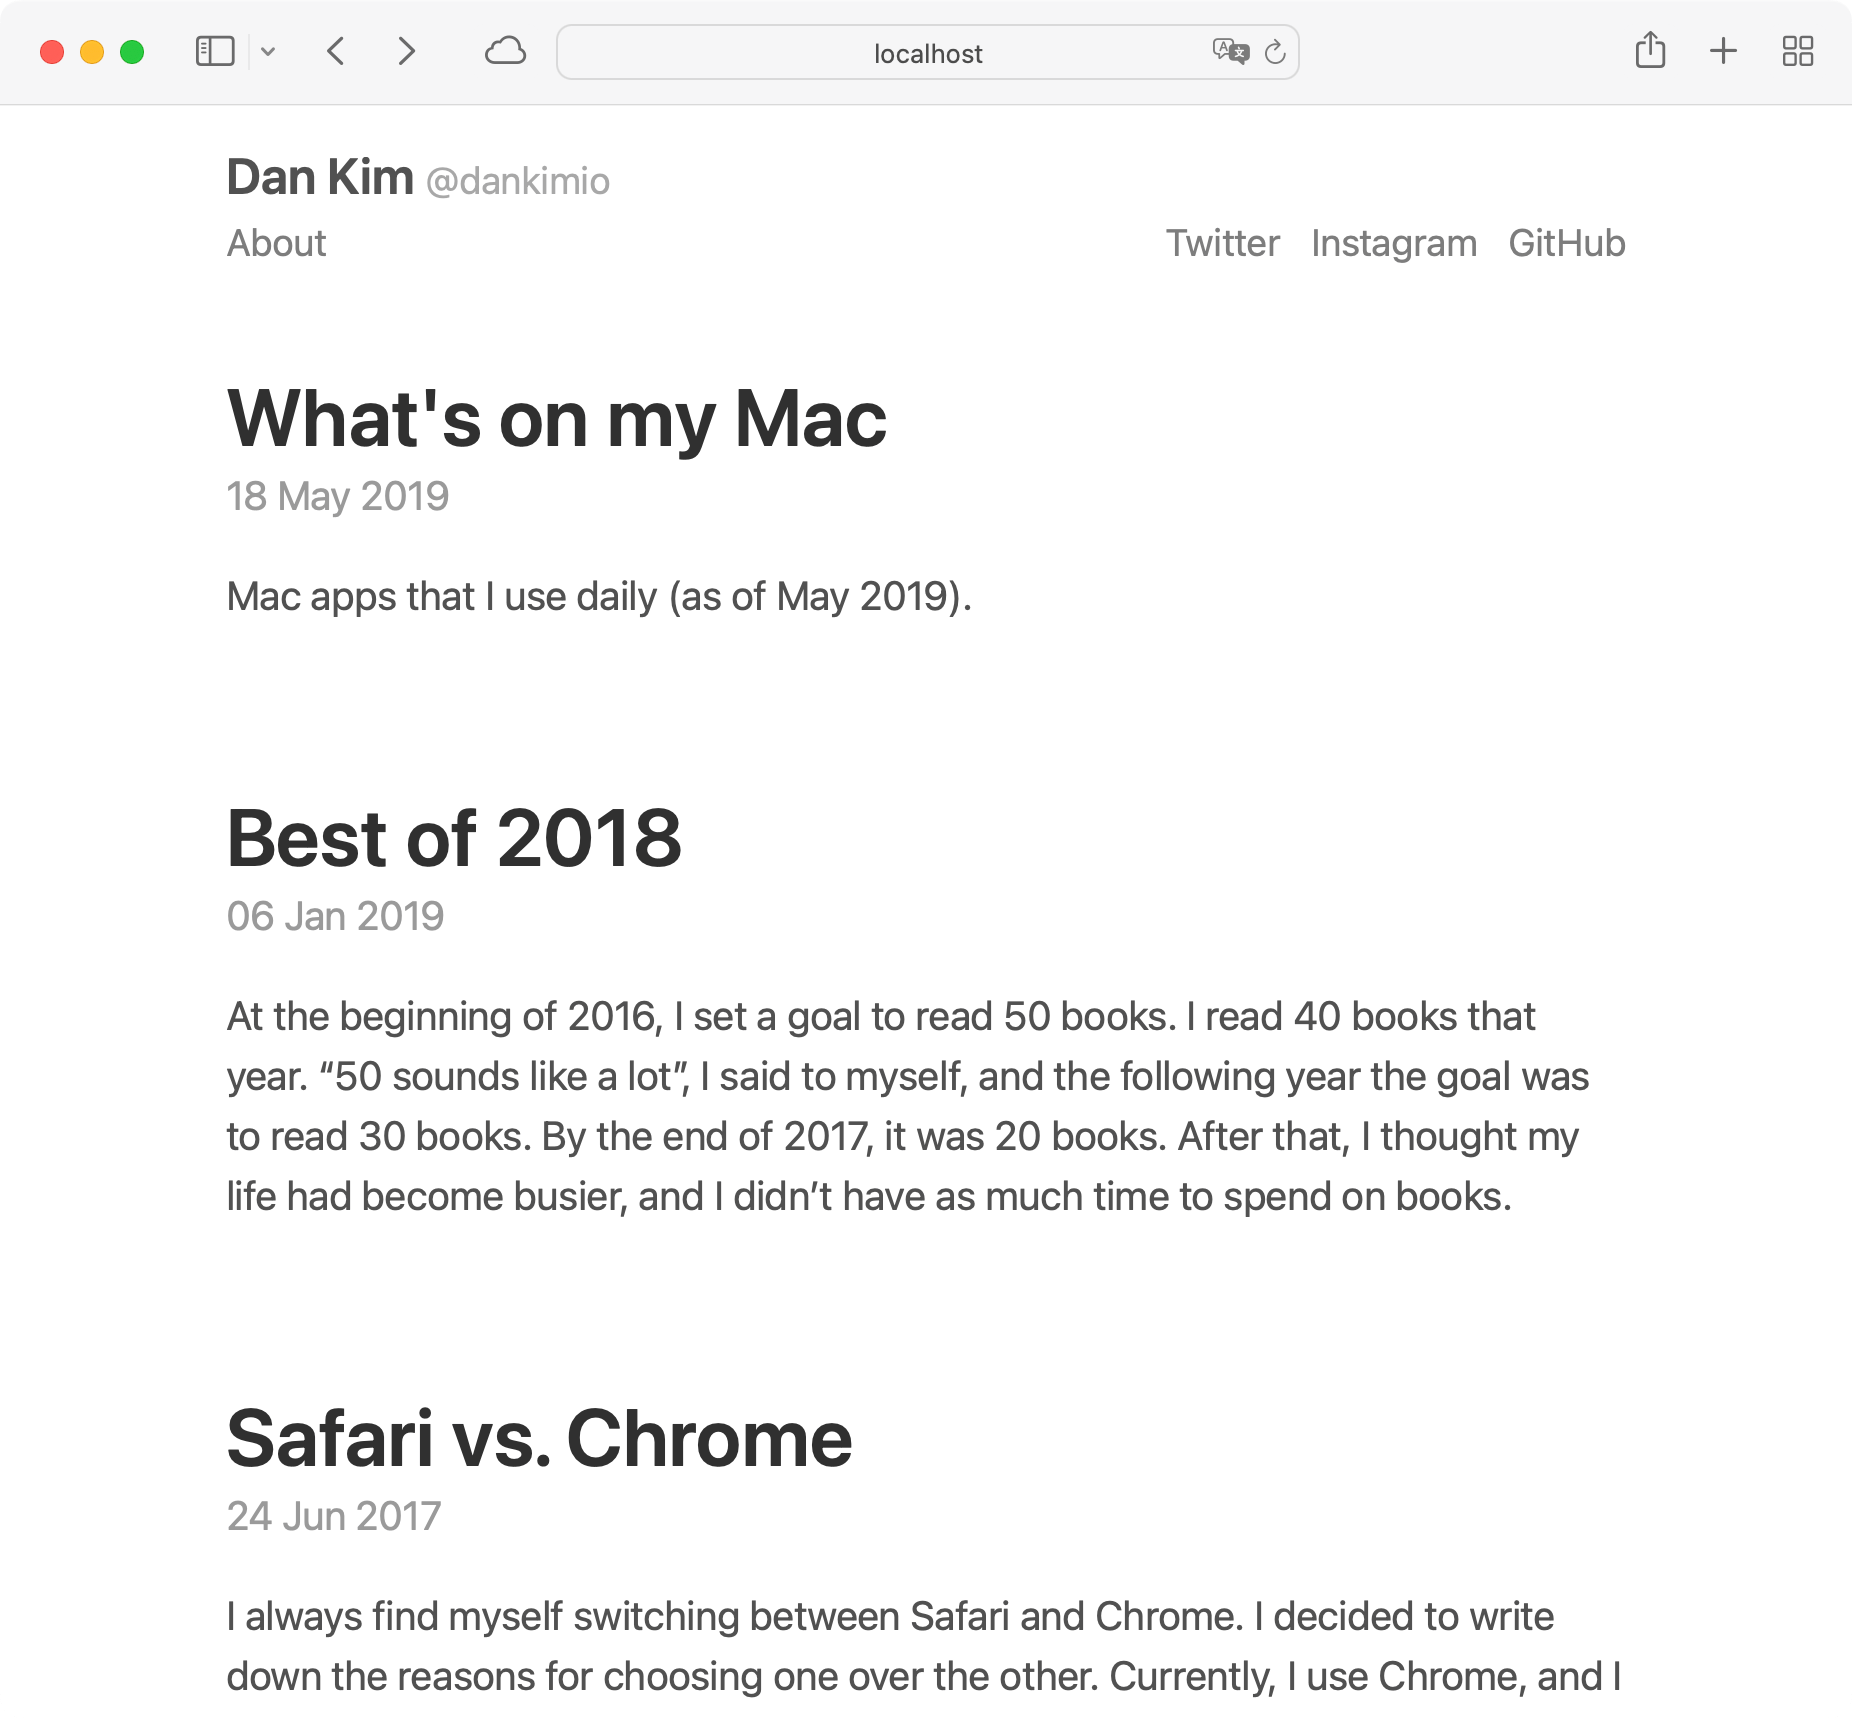 localhost
Dan Kim @dankimio
About Twitter Instagram GitHub
What's on my Mac
18 May 2019
Mac apps that I use daily (as of May 2019).
Best of 2018
06 Jan 2019
At the beginning of 2016, I set a goal to read 50 books. I read 40 books that
year. “50 sounds like a lot”, I said to myself, and the following year the goal was
to read 30 books. By the end of 2017, it was 20 books. After that, I thought my
life had become busier, and I didn’t have as much time to spend on books.
Safari vs. Chrome
24 Jun 2017
I always find myself switching between Safari and Chrome. I decided to write
down the reasons for choosing one over the other. Currently, I use Chrome, and I